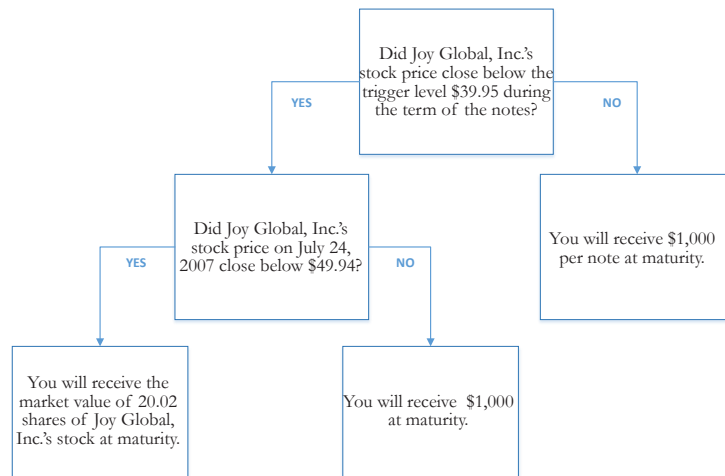 Did Joy Global, Inc.'s
stock price close below the
trigger level $39.95 during
the term of the notes?
YES
NO
Did Joy Global, Inc.'s
stock price on July 24,
2007 close below $49.94?
You will receive $1,000
per note at maturity.
YES
NO
You will receive the
market value of 20.02
shares of Joy Global,
Inc.'s stock at maturity.
You will receive $1,000
at maturity.